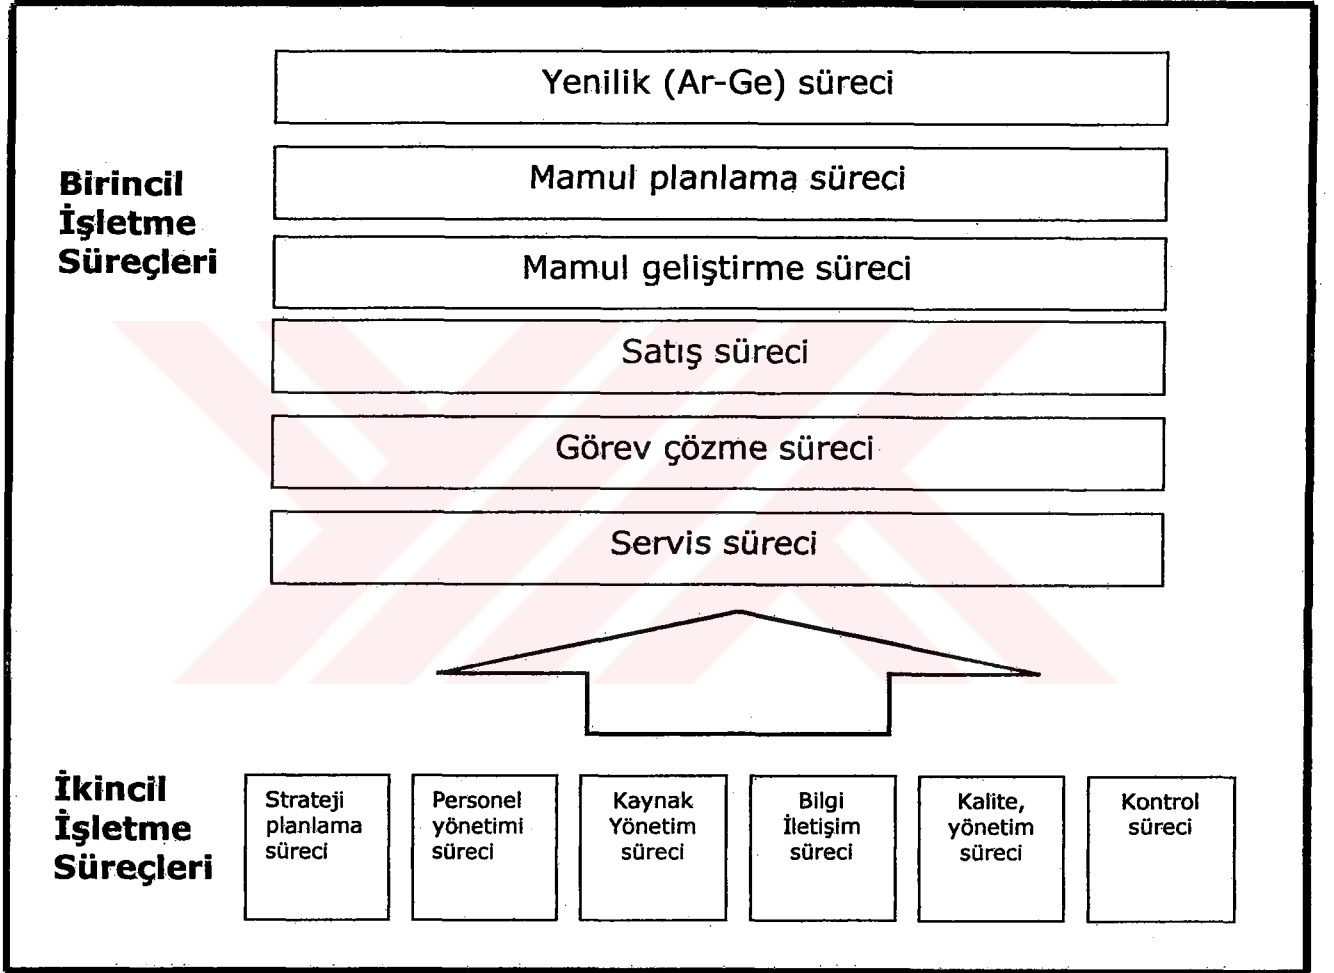 Yenilik (Ar-Ge) süreci
Mamul planlama süreci
Birincil
İşletme
Süreçleri
Mamul geliştirme süreci
Satış süreci
Görev çözme süreci
Servis süreci
İkincil
İşletme
Süreçleri
Strateji
planlama
süreci
Personel
yönetimi
süreci
Kaynak
Yönetim
süreci
Bilgi
İletişim
süreci
Kalite,
yönetim
süreci
Kontrol
süreci